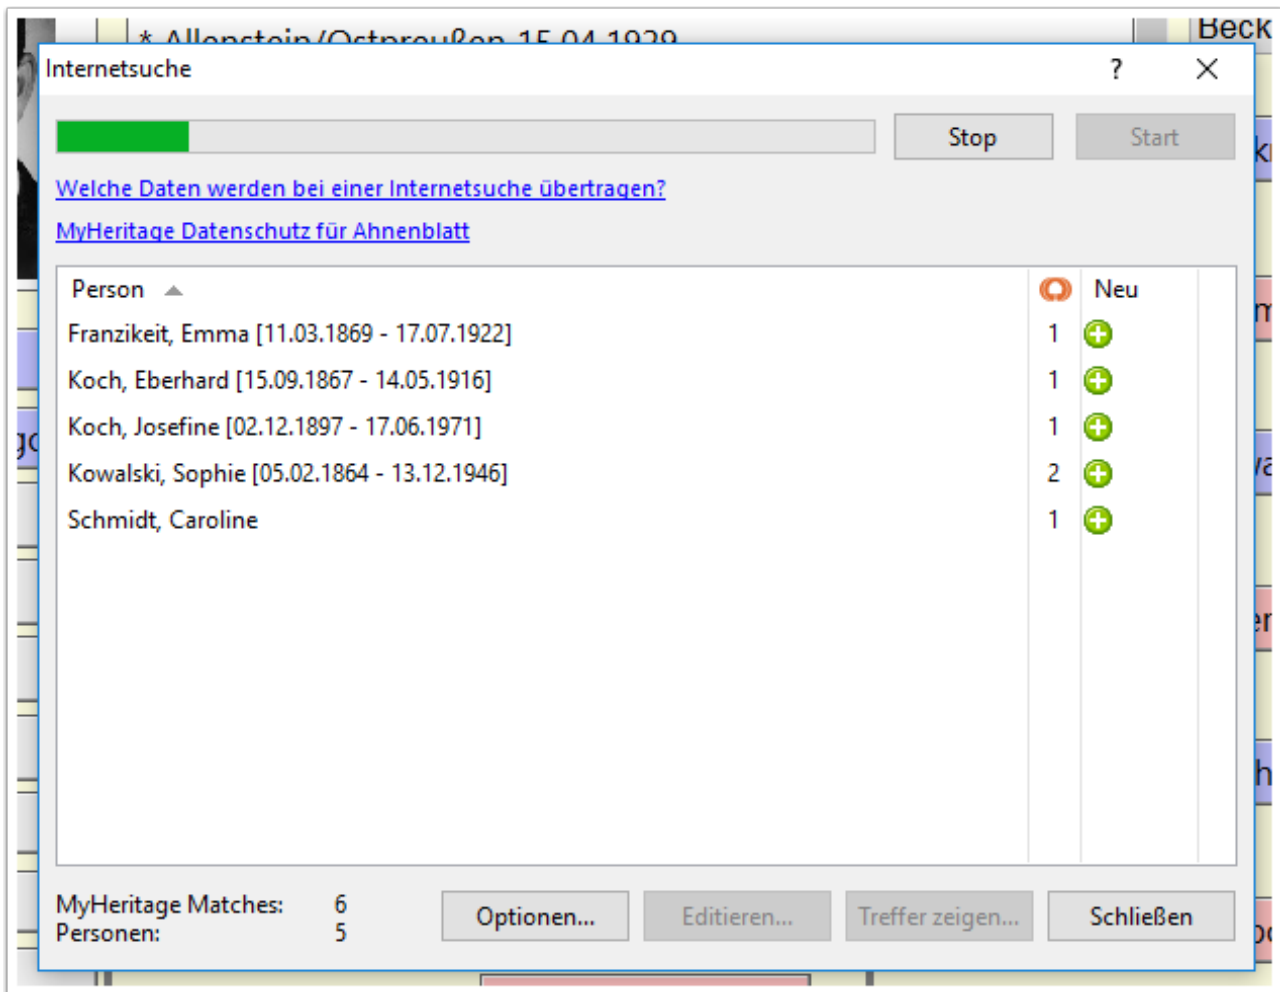 * Allenstein/Ostpreußen 15.04.1929
Beck
Internetsuche
?
Stop
Start
Welche Daten werden bei einer Internetsuche übertragen?
MyHeritage Datenschutz für Ahnenblatt
Person
Neu
Franzikeit, Emma [11.03.1869 - 17.07.1922]
1
Koch, Eberhard [15.09.1867 - 14.05.1916]
1
Koch, Josefine [02.12.1897 - 17.06.1971]
1
Kowalski, Sophie [05.02.1864 - 13.12.1946]
2
Schmidt, Caroline
1
MyHeritage Matches: 6
Personen: 5
Optionen...
Editieren...
Treffer zeigen...
Schließen